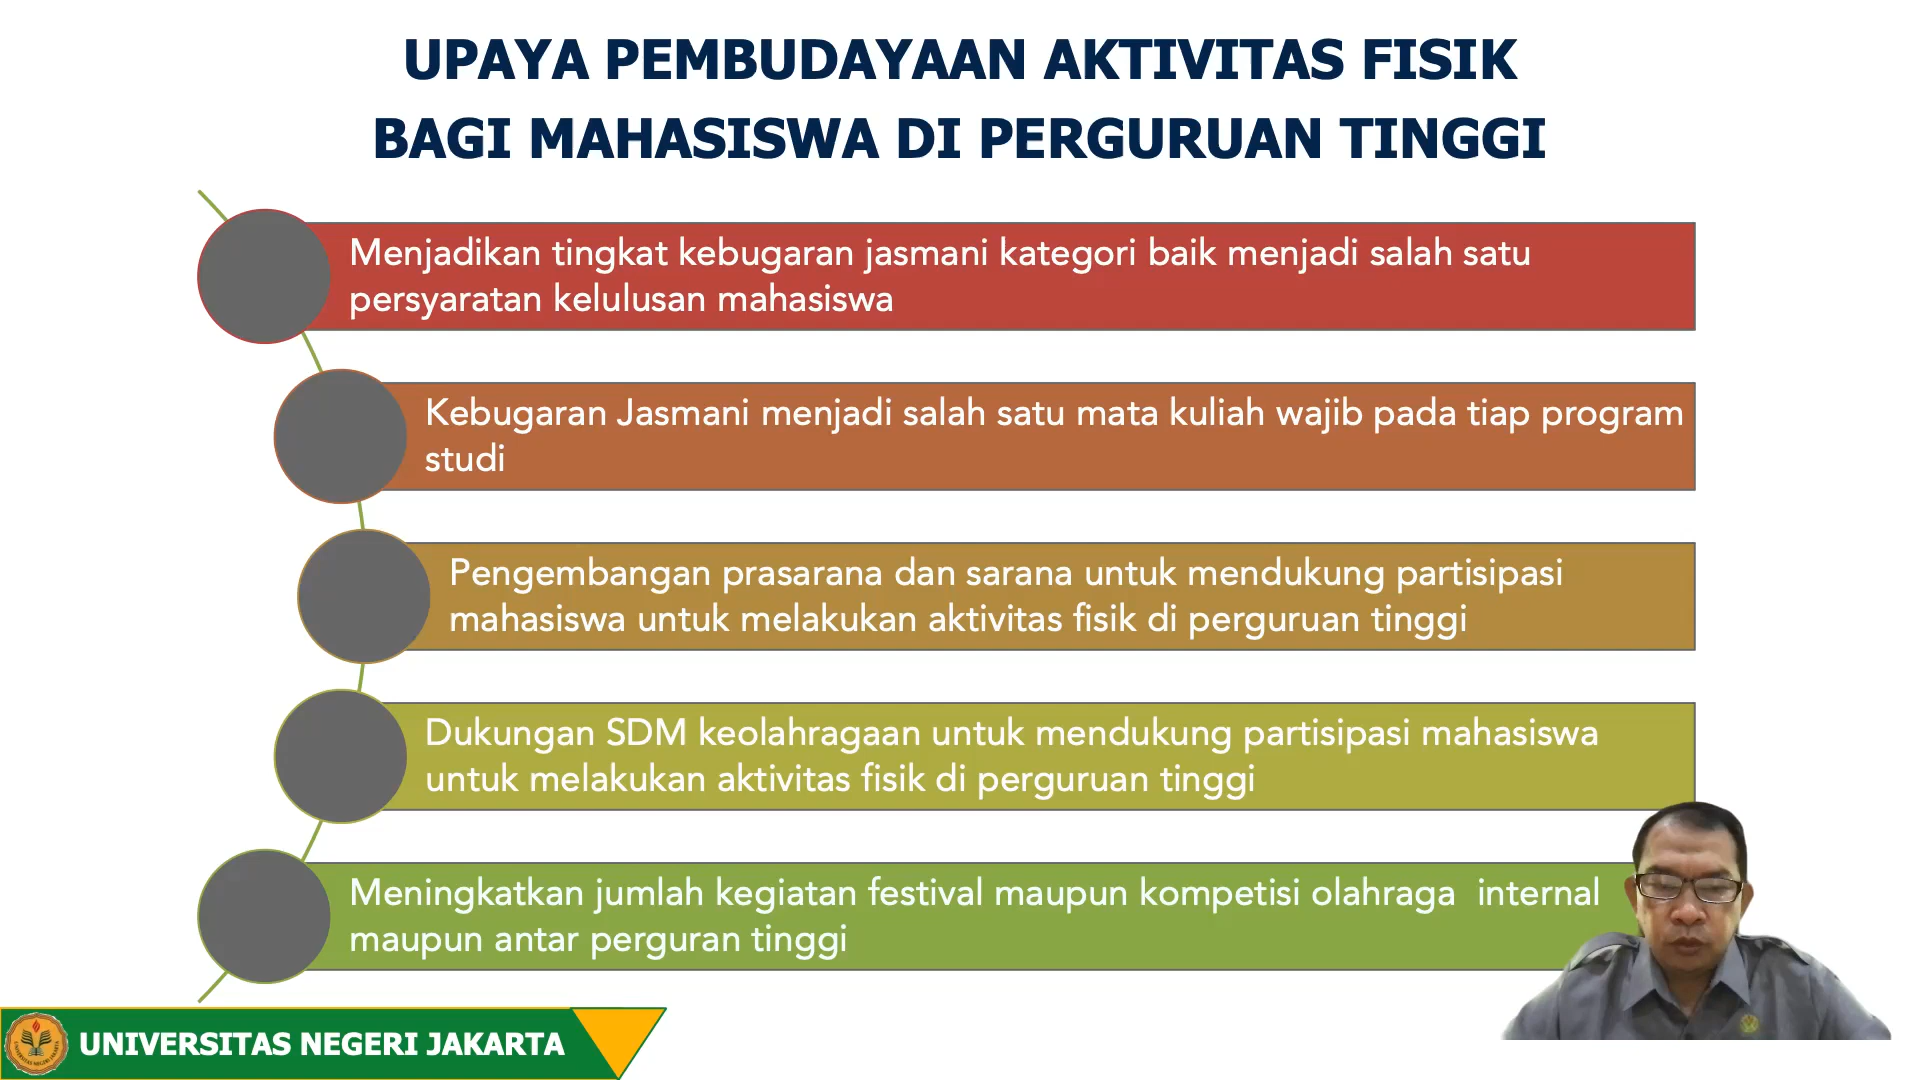 UPAYA PEMBUDAYAAN AKTIVITAS FISIK
BAGI MAHASISWA DI PERGURUAN TINGGI
Menjadikan tingkat kebugaran jasmani kategori baik menjadi salah satu
persyaratan kelulusan mahasiswa
Kebugaran Jasmani menjadi salah satu mata kuliah wajib pada tiap program
studi
Pengembangan prasarana dan sarana untuk mendukung partisipasi
mahasiswa untuk melakukan aktivitas fisik di perguruan tinggi
Dukungan SDM keolahragaan untuk mendukung partisipasi mahasiswa
untuk melakukan aktivitas fisik di perguruan tinggi
Meningkatkan jumlah kegiatan festival maupun kompetisi olahraga  internal
maupun antar perguran tinggi
UNIVERSITAS NEGERI JAKARTA